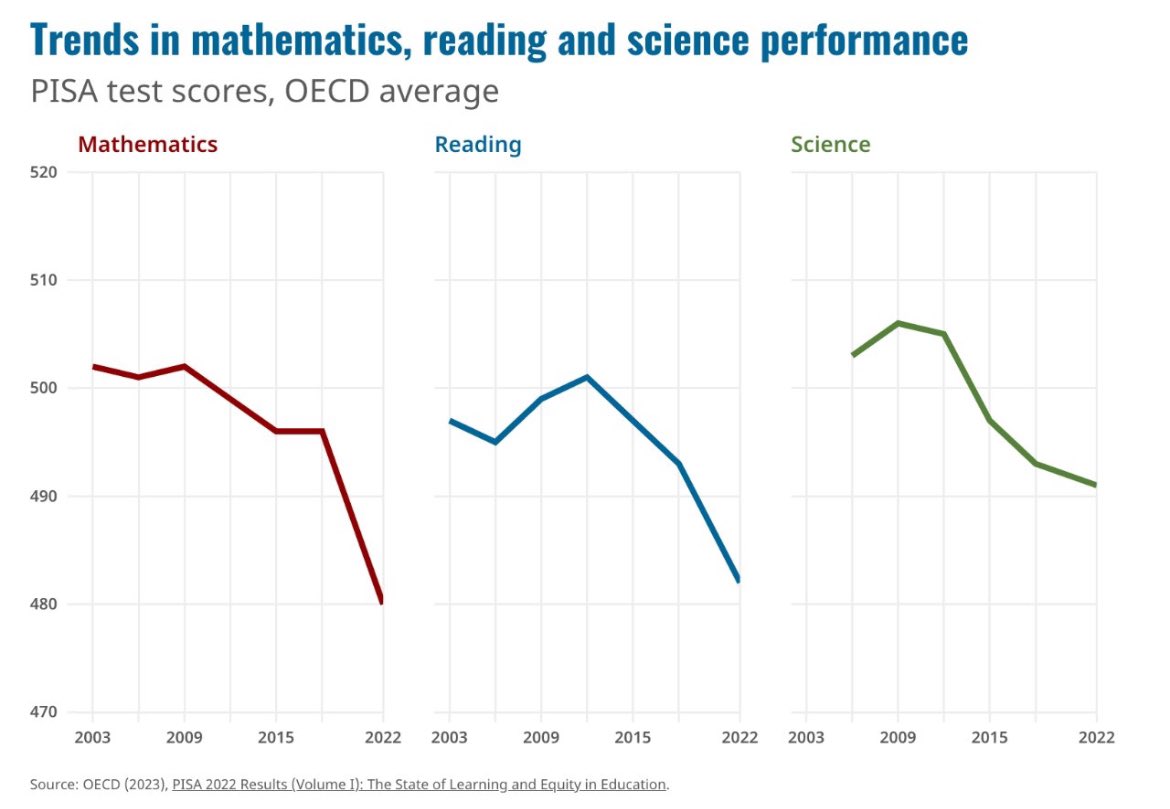 Trends in mathematics, reading and science performance
PISA test scores, OECD average
Mathematics
Reading
Science
520
510
500
490
480
470
2003 2009 2015 2022
2003 2009 2015 2022
2003 2009 2015 2022
Source: OECD (2023), PISA 2022 Results (Volume I): The State of Learning and Equity in Education.